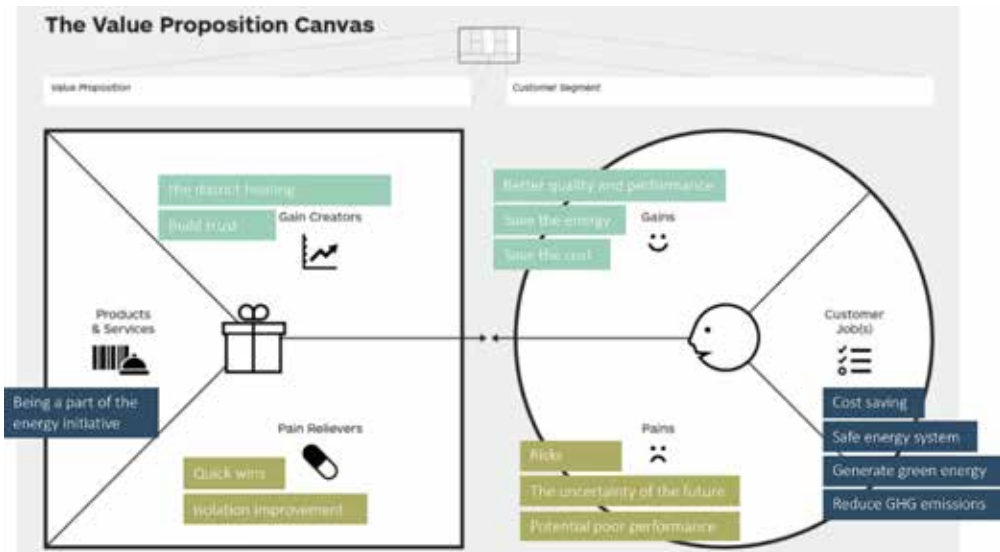 The Value Proposition Canvas
Value Proposition
Customer Segment
the district heating
Build trust
Gain Creators
Products
& Services
Being a part of the
energy initiative
Pain Relievers
Quick wins
Isolation improvement
Better quality and performance
Save the energy
Save the cost
Gains
Customer
Job(s)
Cost saving
Safe energy system
Generate green energy
Reduce GHG emissions
Pains
Risks
The uncertainty of the future
Potential poor performance